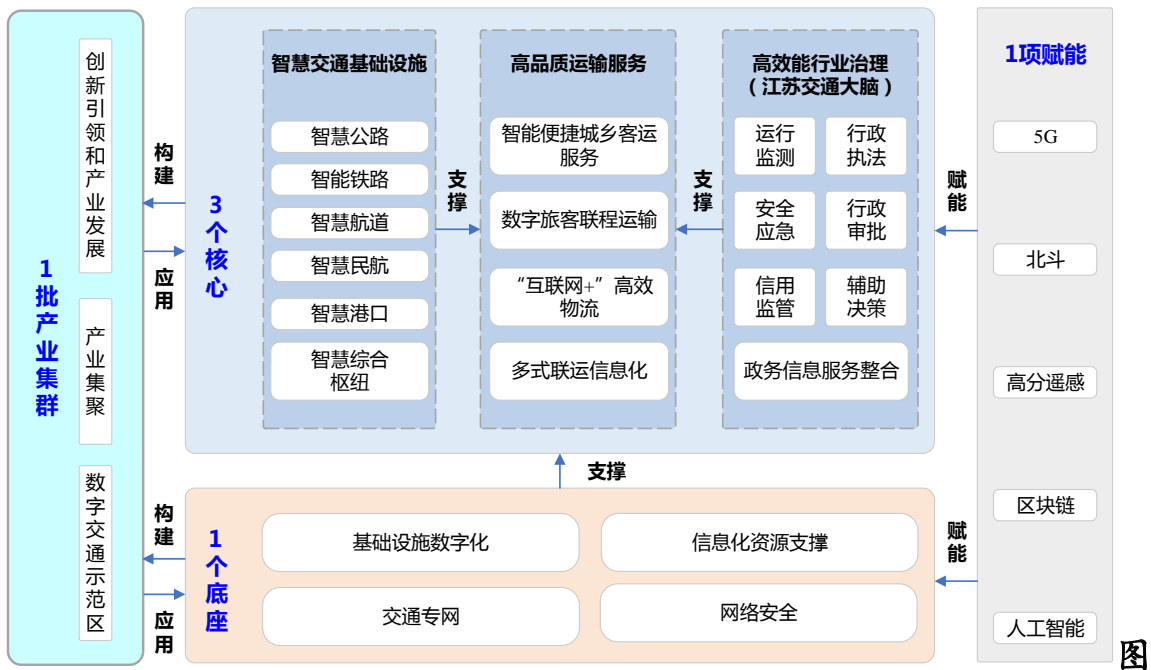 1批产业集群
创新引领和产业发展
产业集聚
数字交通示范区
构建
应用
构建
应用
3个核心
智慧交通基础设施
智慧公路
智能铁路
智慧航道
智慧民航
智慧港口
智慧综合
枢纽
支撑
高品质运输服务
智能便捷城乡客运
服务
数字旅客联程运输
“互联网+”高效
物流
多式联运信息化
支撑
高效能行业治理
（江苏交通大脑）
运行
监测
行政
执法
安全
应急
行政
审批
信用
监管
辅助
决策
政务信息服务整合
支撑
1个底座
基础设施数字化
信息化资源支撑
交通专网
网络安全
赋能
赋能
1项赋能
5G
北斗
高分遥感
区块链
人工智能
图